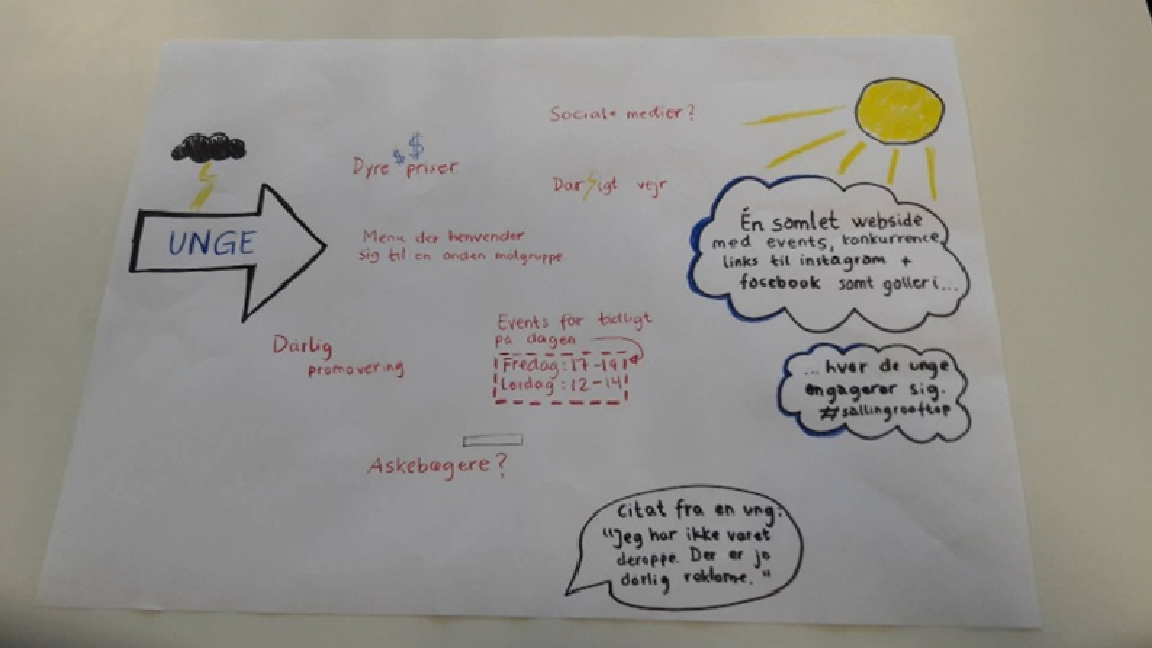 Sociale medier?
Dyre $ $ priser
Dårligt vejr
UNGE
Menu der henvender
sig til en anden målgruppe
Én samlet webside
med events, konkurrence,
links til instagram +
facebook samt galleri...
Events for tidligt
på dagen
Fredag: 17-19
Lørdag: 12-14
Dårlig
promovering
...hvor de unge
engagerer sig.
#sallingrooftop
Askebægere?
Citat fra en ung:
"Jeg har ikke været
deroppe. Der er jo
dårlig reklame."